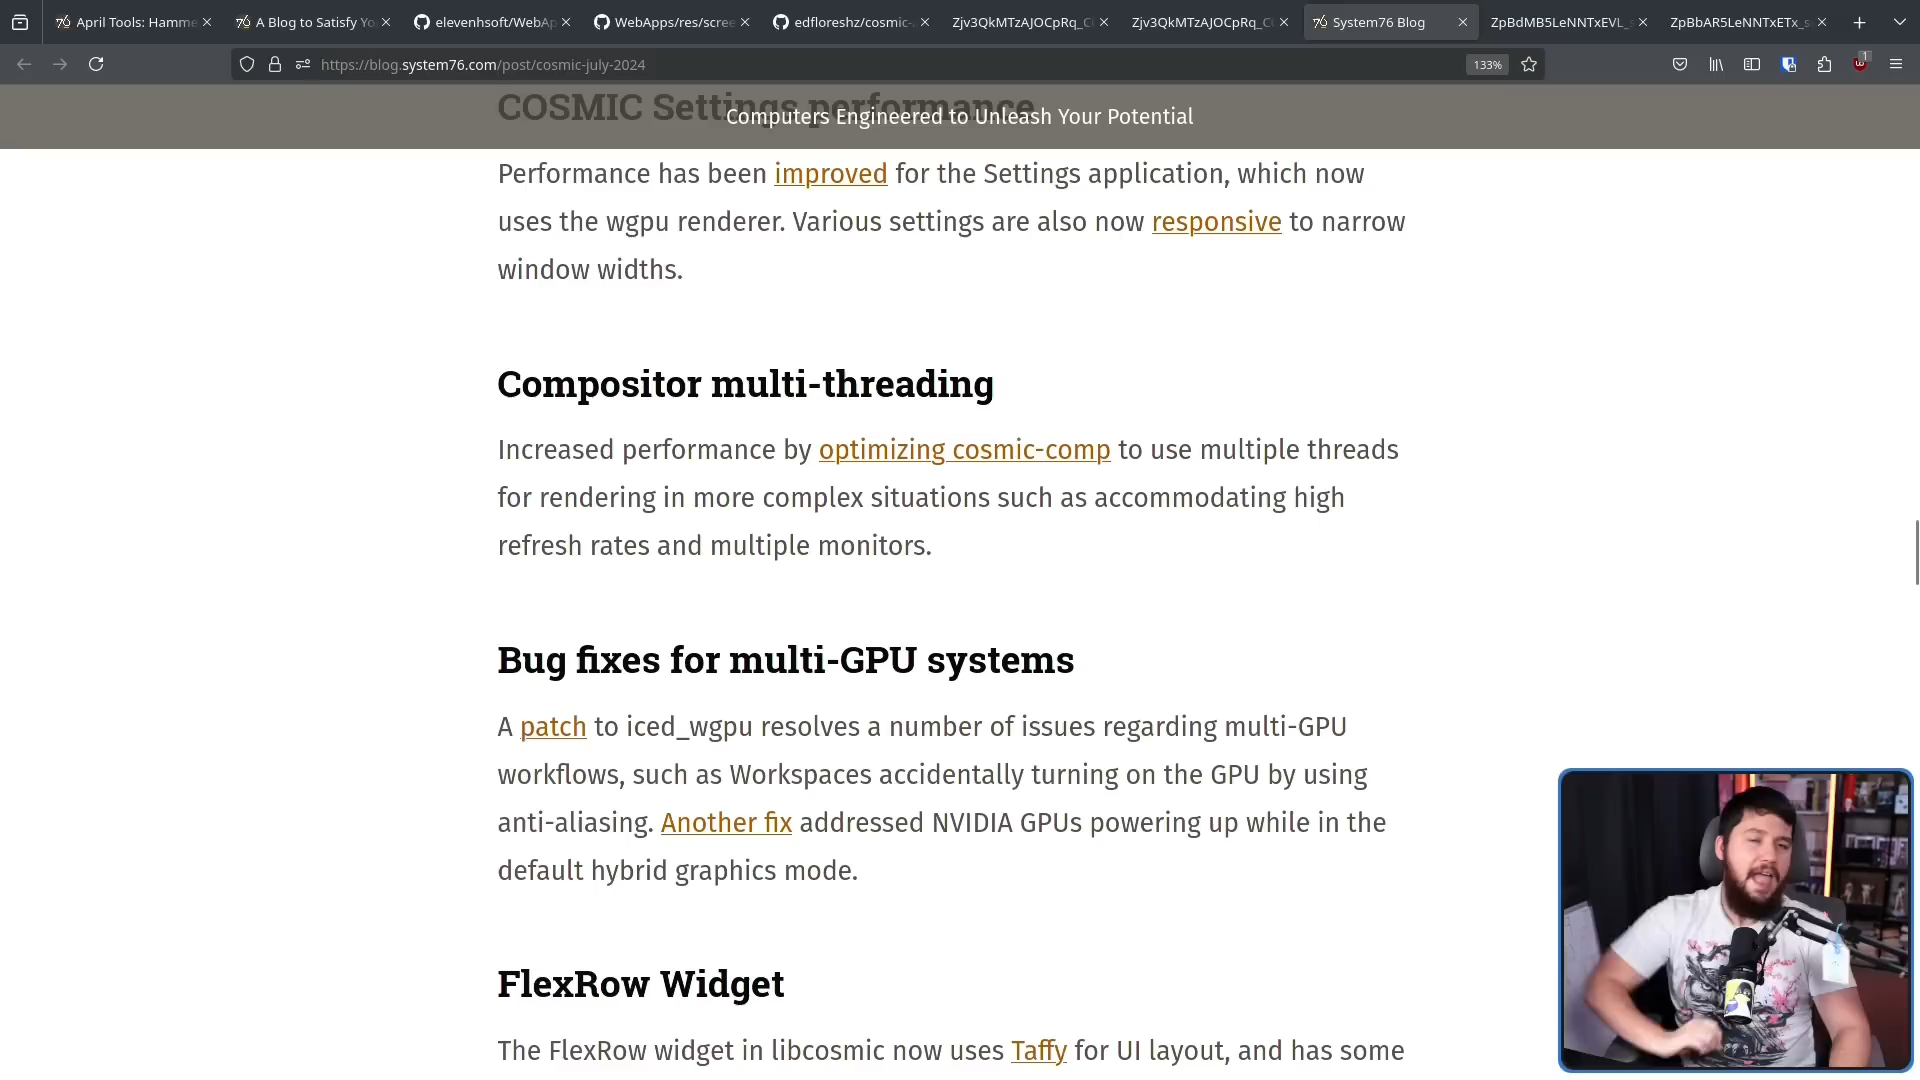 April Tools: Hamme
A Blog to Satisfy Yo
elevenhsoft/WebAp
WebApps/res/scree
edfloreshz/cosmic-
Zjv3QkMTzAJOCpRq_C
Zjv3QkMTzAJOCpRq_C
System76 Blog
ZpBdMB5LeNNTxEVL_s
ZpBbAR5LeNNTxETx_s
https://blog.system76.com/post/cosmic-july-2024
133%
1
COSMIC Settings performance
Computers Engineered to Unleash Your Potential
Performance has been improved for the Settings application, which now
uses the wgpu renderer. Various settings are also now responsive to narrow
window widths.
Compositor multi-threading
Increased performance by optimizing cosmic-comp to use multiple threads
for rendering in more complex situations such as accommodating high
refresh rates and multiple monitors.
Bug fixes for multi-GPU systems
A patch to iced_wgpu resolves a number of issues regarding multi-GPU
workflows, such as Workspaces accidentally turning on the GPU by using
anti-aliasing. Another fix addressed NVIDIA GPUs powering up while in the
default hybrid graphics mode.
FlexRow Widget
The FlexRow widget in libcosmic now uses Taffy for UI layout, and has some